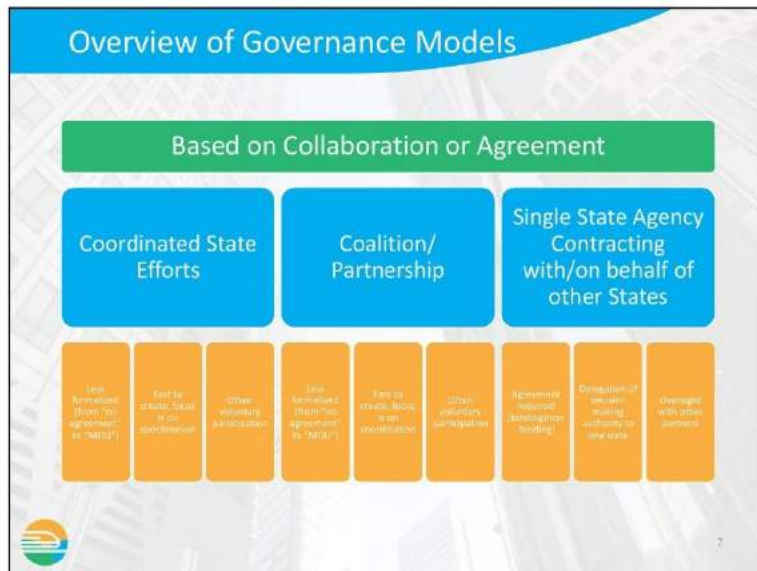 Overview of Governance Models
Based on Collaboration or Agreement
Coordinated State
Efforts
Coalition/
Partnership
Single State Agency
Contracting
with/on behalf of
other States
Less
formalized
(from "no
agreement"
to "MOU")
Fast to
create, focus
is on
coordination
Often
voluntary
participation
Less
formalized
(from "no
agreement"
to "MOU")
Fast to
create, focus
is on
coordination
Often
voluntary
participation
Agreement
required
(binding/non
binding)
Delegation of
decision
making
authority to
one state
Oversight
with other
partners
7